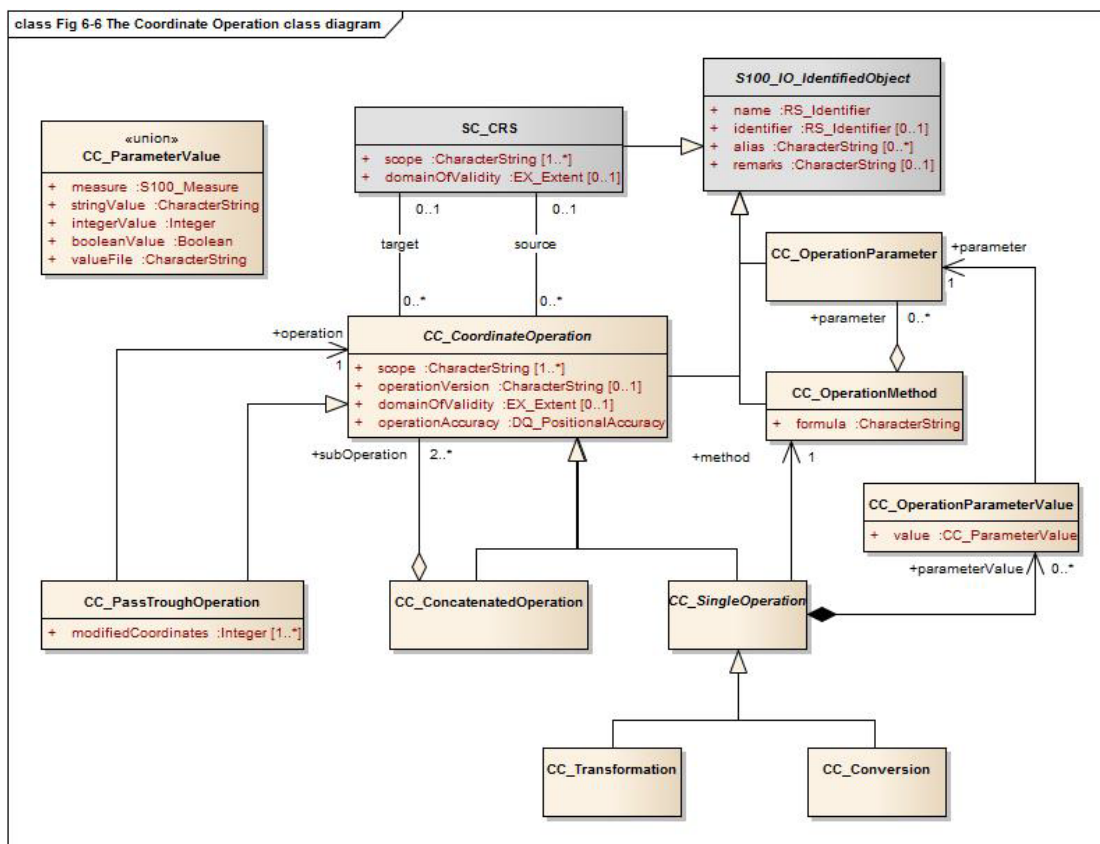 class Fig 6-6 The Coordinate Operation class diagram
S100_IO_IdentifiedObject
+ name :RS_Identifier
+ identifier :RS_Identifier [0..1]
+ alias :CharacterString [0..*]
+ remarks :CharacterString [0..1]
SC_CRS
+ scope :CharacterString [1..*]
+ domainOfValidity :EX_Extent [0..1]
«union»
CC_ParameterValue
+ measure :S100_Measure
+ stringValue :CharacterString
+ integerValue :Integer
+ booleanValue :Boolean
+ valueFile :CharacterString
0..1
0..1
target
source
0..*
0..*
CC_OperationParameter
+parameter
1
+parameter
0..*
+operation
1
CC_CoordinateOperation
+ scope :CharacterString [1..*]
+ operationVersion :CharacterString [0..1]
+ domainOfValidity :EX_Extent [0..1]
+ operationAccuracy :DQ_PositionalAccuracy
CC_OperationMethod
+ formula :CharacterString
+subOperation
2..*
+method
1
CC_OperationParameterValue
+ value :CC_ParameterValue
+parameterValue
0..*
CC_PassTroughOperation
+ modifiedCoordinates :Integer [1..*]
CC_ConcatenatedOperation
CC_SingleOperation
CC_Transformation
CC_Conversion